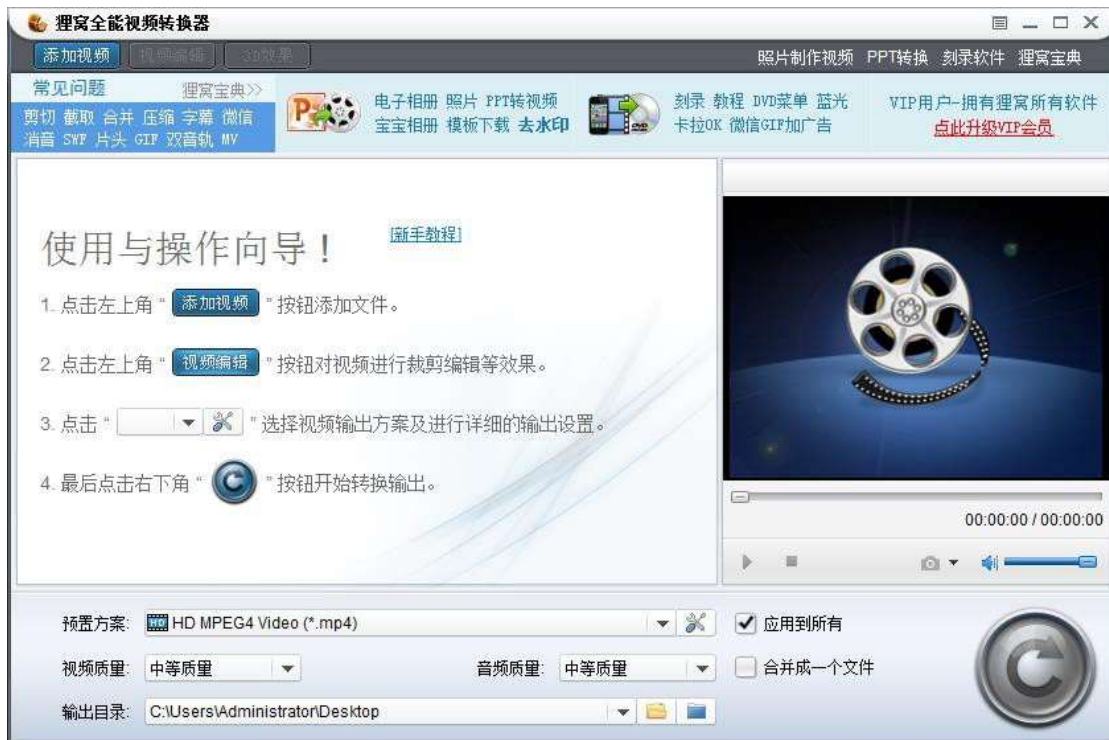 狸窝全能视频转换器
添加视频 视频编辑 3D效果 照片制作视频 PPT转换 刻录软件 狸窝宝典
常见问题 狸窝宝典>>
剪切 截取 合并 压缩 字幕 微信
消音 SWF 片头 GIF 双音轨 MV
电子相册 照片 PPT转视频
宝宝相册 模板下载 去水印
刻录 教程 DVD菜单 蓝光
卡拉OK 微信GIF加广告
VIP用户-拥有狸窝所有软件
点此升级VIP会员
使用与操作向导！ [新手教程]
1. 点击左上角 “ 添加视频 ” 按钮添加文件。
2. 点击左上角 “ 视频编辑 ” 按钮对视频进行裁剪编辑等效果。
3. 点击 “ ” 选择视频输出方案及进行详细的输出设置。
4. 最后点击右下角 “ ” 按钮开始转换输出。
00:00:00 / 00:00:00
预置方案: HD HD MPEG4 Video (*.mp4) 应用到所有
视频质量: 中等质量 音频质量: 中等质量 合并成一个文件
输出目录: C:\Users\Administrator\Desktop